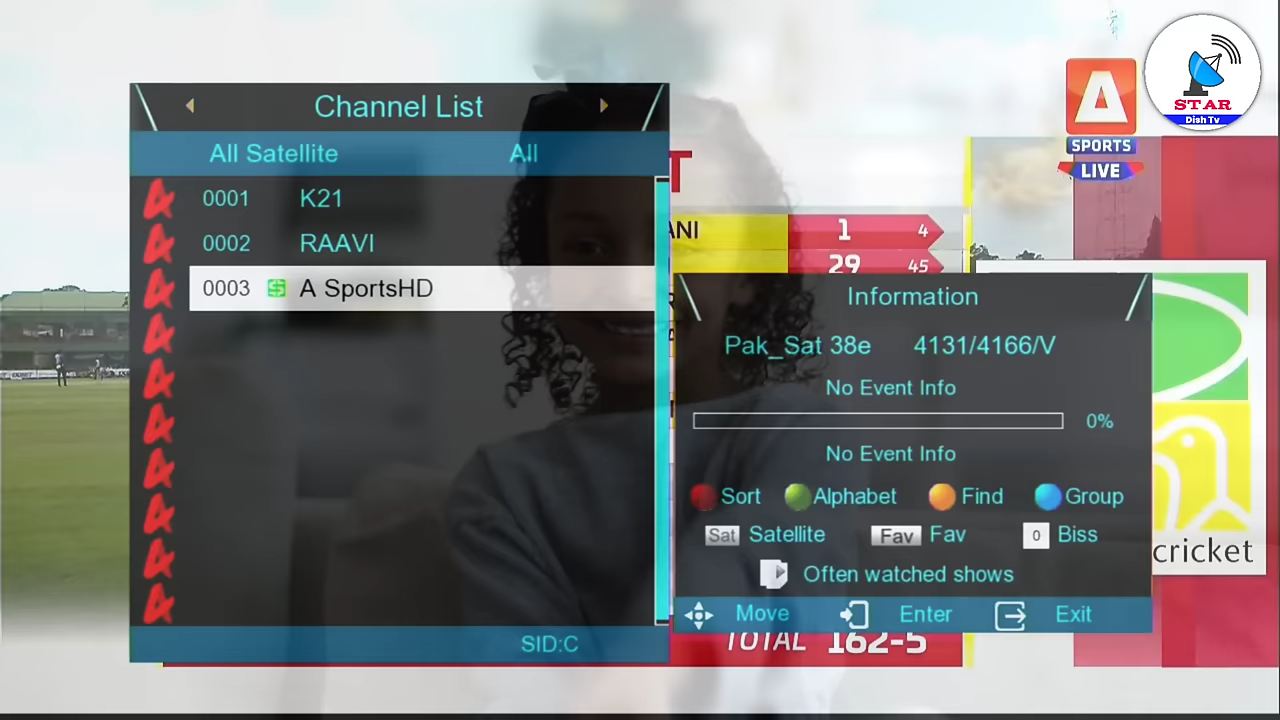 Channel List
All Satellite All
0001 K21
0002 RAAVI
0003 $ A SportsHD
SID:C
T
ANI 1 4
29 45
Information
Pak_Sat 38e 4131/4166/V
No Event Info
0%
No Event Info
Sort Alphabet Find Group
Sat Satellite Fav Fav 0 Biss
Often watched shows
Move Enter Exit
TOTAL 162-5
A
SPORTS
LIVE
STAR
Dish Tv
cricket